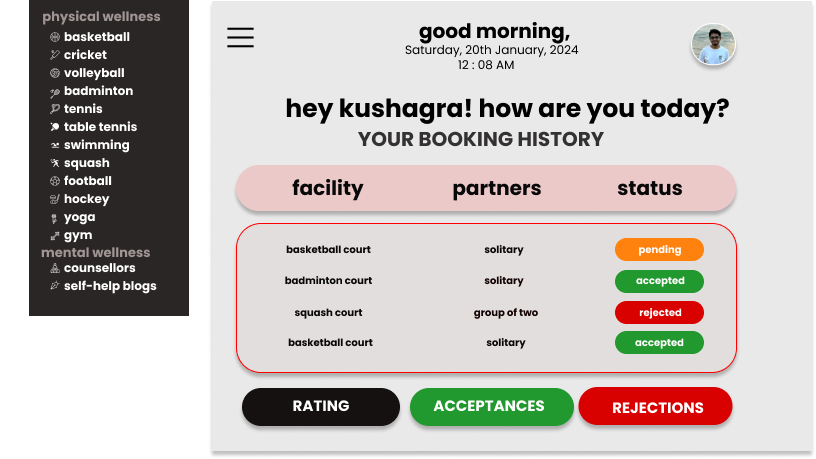 physical wellness
basketball
cricket
volleyball
badminton
tennis
table tennis
swimming
squash
football
hockey
yoga
gym
mental wellness
counsellors
self-help blogs
good morning,
Saturday, 20th January, 2024
12 : 08 AM
hey kushagra! how are you today?
YOUR BOOKING HISTORY
facility partners status
basketball court solitary pending
badminton court solitary accepted
squash court group of two rejected
basketball court solitary accepted
RATING ACCEPTANCES REJECTIONS